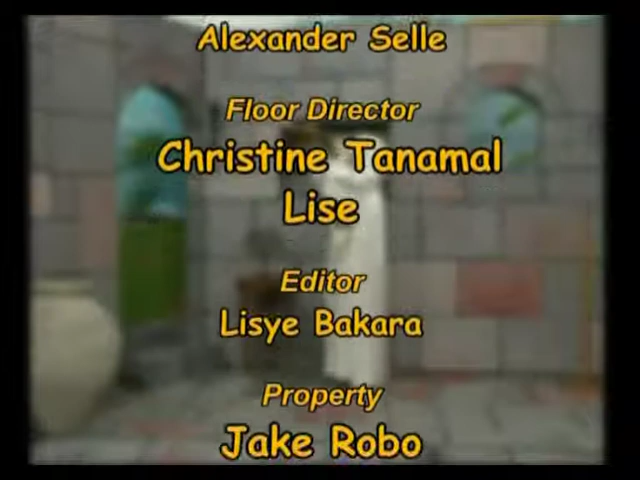 Alexander Selle
Floor Director
Christine Tanamal
Lise
Editor
Lisye Bakara
Property
Jake Robo